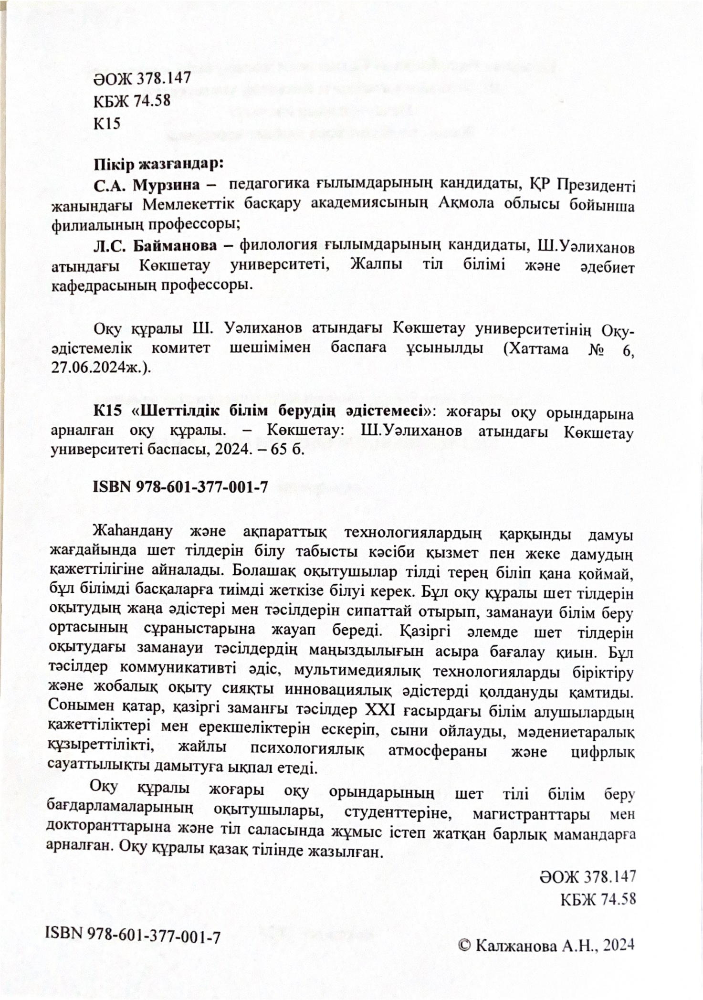 ӘОЖ 378.147
КБЖ 74.58
К15
Пікір жазғандар:
С.А. Мурзина – педагогика ғылымдарының кандидаты, ҚР Президенті
жанындағы Мемлекеттік басқару академиясының Ақмола облысы бойынша
филиалының профессоры;
Л.С. Байманова – филология ғылымдарының кандидаты, Ш.Уәлиханов
атындағы Көкшетау университеті, Жалпы тіл білімі және әдебиет
кафедрасының профессоры.
Оқу құралы Ш. Уәлиханов атындағы Көкшетау университетінің Оқу-
әдістемелік комитет шешімімен баспаға ұсынылды (Хаттама № 6,
27.06.2024ж.).
К15 «Шеттілдік білім берудің әдістемесі»: жоғары оқу орындарына
арналған оқу құралы. – Көкшетау: Ш.Уәлиханов атындағы Көкшетау
университеті баспасы, 2024. – 65 б.
ISBN 978-601-377-001-7
Жаһандану және ақпараттық технологиялардың қарқынды дамуы
жағдайында шет тілдерін білу табысты кәсіби қызмет пен жеке дамудың
қажеттілігіне айналады. Болашақ оқытушылар тілді терең біліп қана қоймай,
бұл білімді басқаларға тиімді жеткізе білуі керек. Бұл оқу құралы шет тілдерін
оқытудың жаңа әдістері мен тәсілдерін сипаттай отырып, заманауи білім беру
ортасының сұраныстарына жауап береді. Қазіргі әлемде шет тілдерін
оқытудағы заманауи тәсілдердің маңыздылығын асыра бағалау қиын. Бұл
тәсілдер коммуникативті әдіс, мультимедиялық технологияларды біріктіру
және жобалық оқыту сияқты инновациялық әдістерді қолдануды қамтиды.
Сонымен қатар, қазіргі заманғы тәсілдер XXI ғасырдағы білім алушылардың
қажеттіліктері мен ерекшеліктерін ескеріп, сыни ойлауды, мәдениетаралық
құзыреттілікті, жайлы психологиялық атмосфераны және цифрлық
сауаттылықты дамытуға ықпал етеді.
Оқу құралы жоғары оқу орындарының шет тілі білім беру
бағдарламаларының оқытушылары, студенттеріне, магистранттары мен
докторанттарына және тіл саласында жұмыс істеп жатқан барлық мамандарға
арналған. Оқу құралы қазақ тілінде жазылған.
ӘОЖ 378.147
КБЖ 74.58
ISBN 978-601-377-001-7
© Калжанова А.Н., 2024